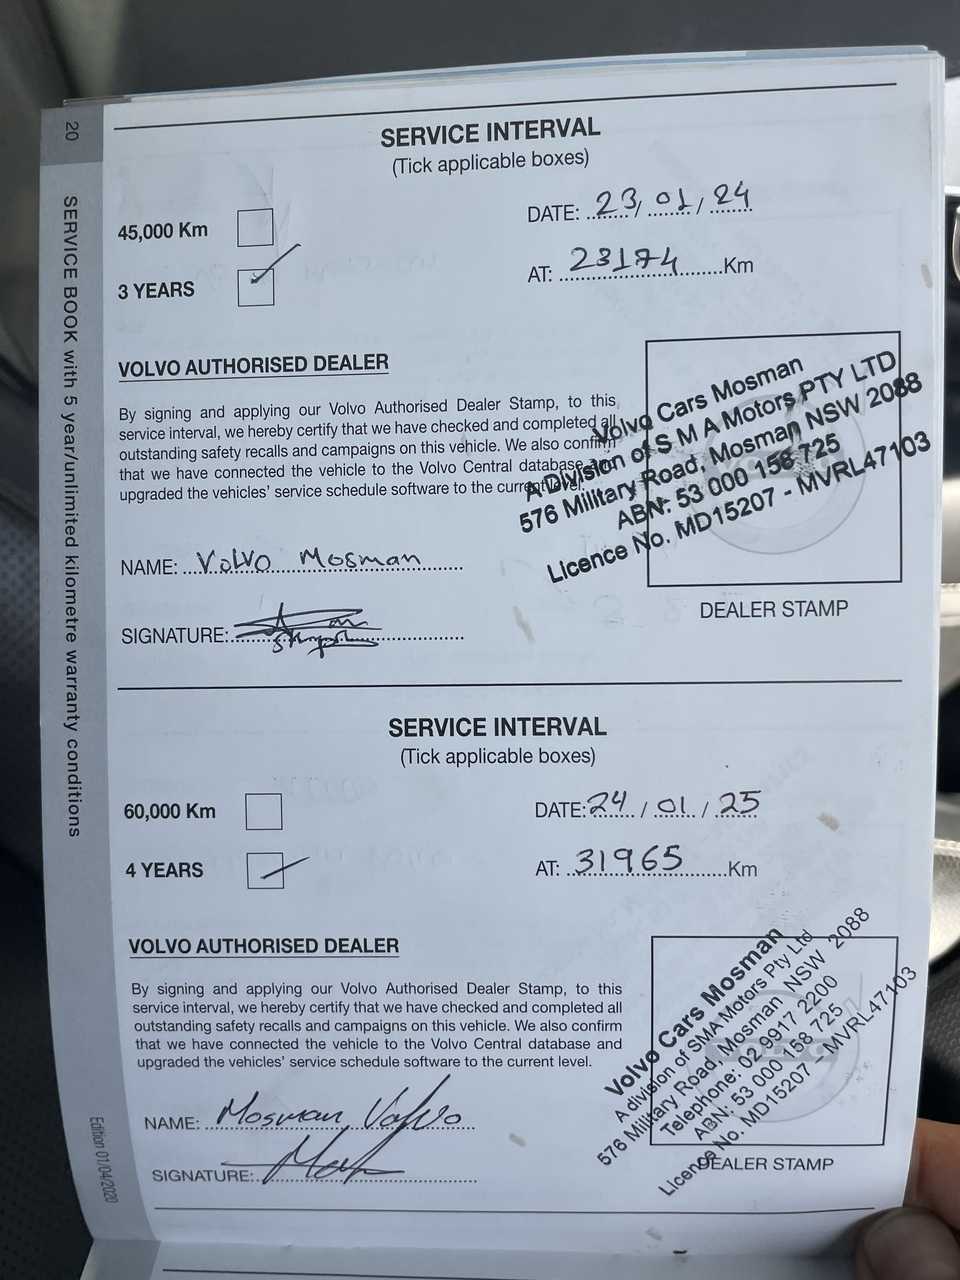 20
SERVICE BOOK with 5 year/unlimited kilometre warranty conditions
Edition 01/04/2020
SERVICE INTERVAL
(Tick applicable boxes)
45,000 Km
3 YEARS
DATE: 23/01/24
AT: 23174 Km
VOLVO AUTHORISED DEALER
By signing and applying our Volvo Authorised Dealer Stamp, to this
service interval, we hereby certify that we have checked and completed all
outstanding safety recalls and campaigns on this vehicle. We also confirm
that we have connected the vehicle to the Volvo Central database and
upgraded the vehicles' service schedule software to the current level.
Volvo Cars Mosman
A Division of S M A Motors PTY LTD
576 Military Road, Mosman NSW 2088
ABN: 53 000 158 725
Licence No. MD15207 - MVRL47103
NAME: Volvo Mosman
SIGNATURE:
DEALER STAMP
SERVICE INTERVAL
(Tick applicable boxes)
60,000 Km
4 YEARS
DATE: 24/01/25
AT: 31965 Km
VOLVO AUTHORISED DEALER
By signing and applying our Volvo Authorised Dealer Stamp, to this
service interval, we hereby certify that we have checked and completed all
outstanding safety recalls and campaigns on this vehicle. We also confirm
that we have connected the vehicle to the Volvo Central database and
upgraded the vehicles' service schedule software to the current level.
Volvo Cars Mosman
A division of SMA Motors Pty Ltd
576 Military Road, Mosman NSW 2088
Telephone: 02 9917 2200
ABN: 53 000 158 725
Licence No. MD15207 - MVRL47103
NAME: Mosman Volvo
SIGNATURE:
DEALER STAMP